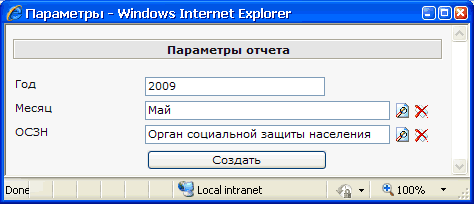 Параметры - Windows Internet Explorer
Параметры отчета
Год 2009
Месяц Май
ОСЗН Орган социальной защиты населения
Создать
Done Local intranet 100%